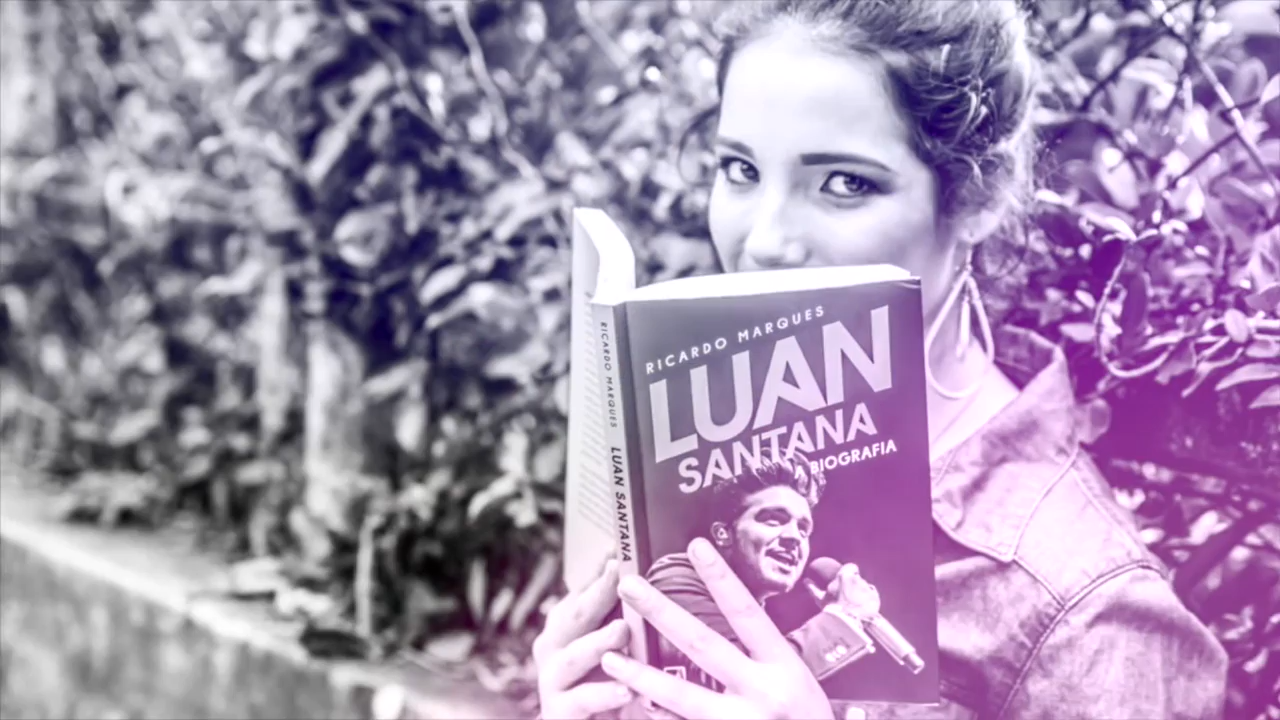 RICARDO MARQUES
LUAN
SANTANA
A BIOGRAFIA
RICARDO MARQUES LUAN SANTANA